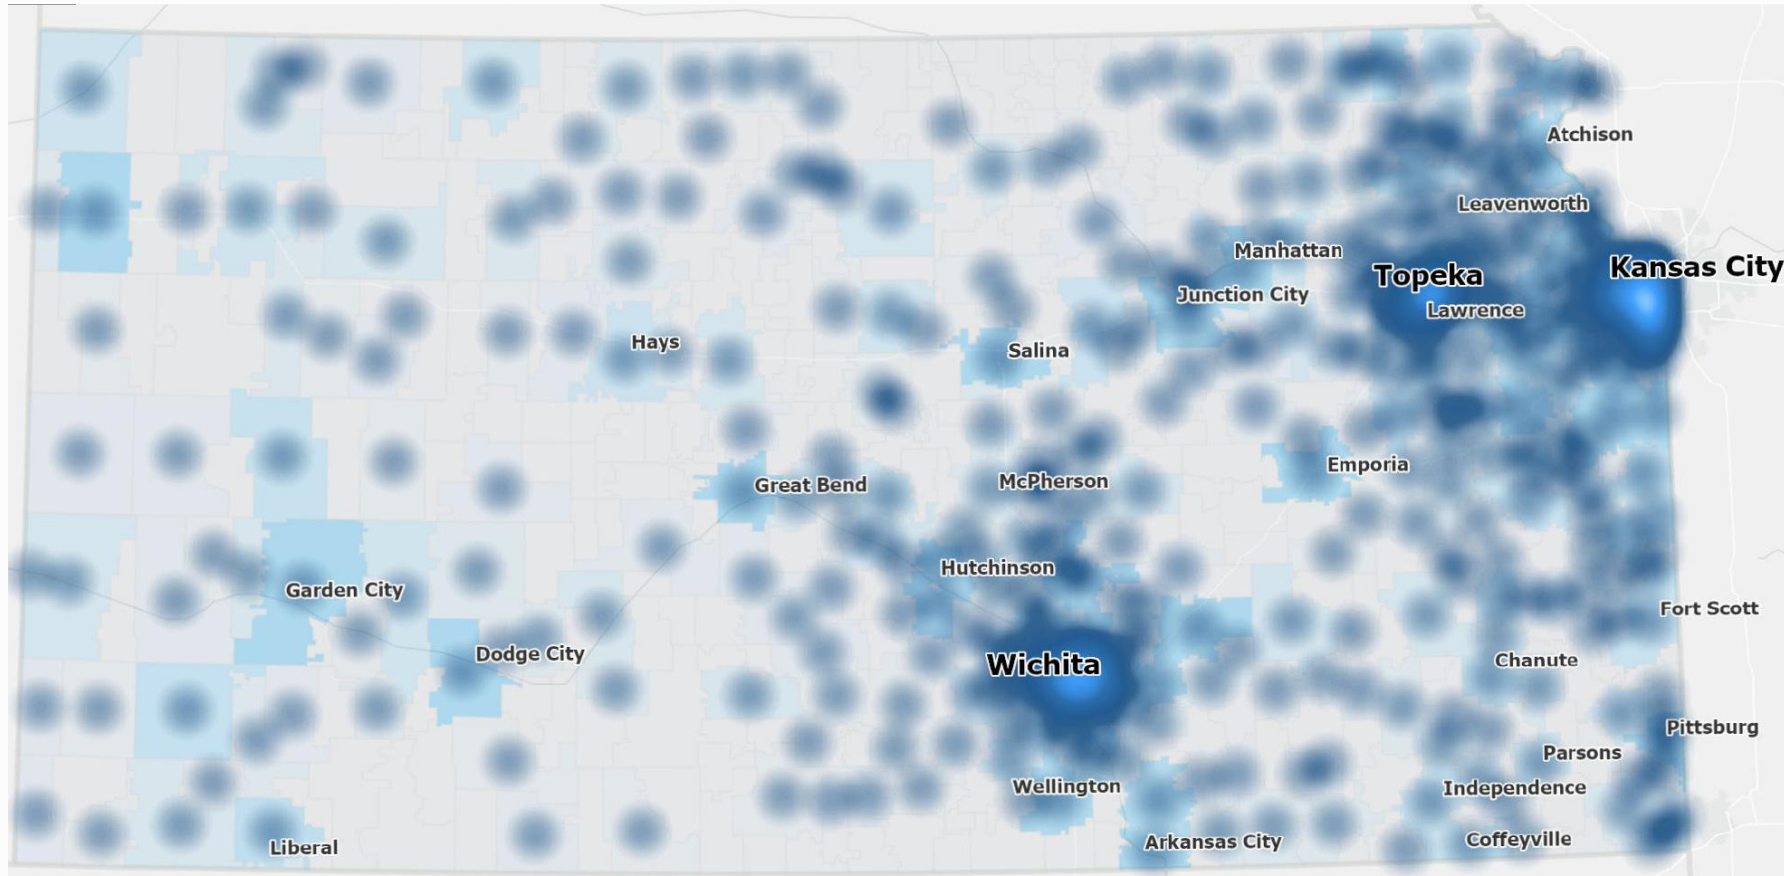 Atchison
Leavenworth
Manhattan
Topeka
Kansas City
Junction City
Lawrence
Hays
Salina
Emporia
Great Bend
McPherson
Hutchinson
Garden City
Fort Scott
Dodge City
Wichita
Chanute
Pittsburg
Parsons
Wellington
Independence
Liberal
Arkansas City
Coffeyville